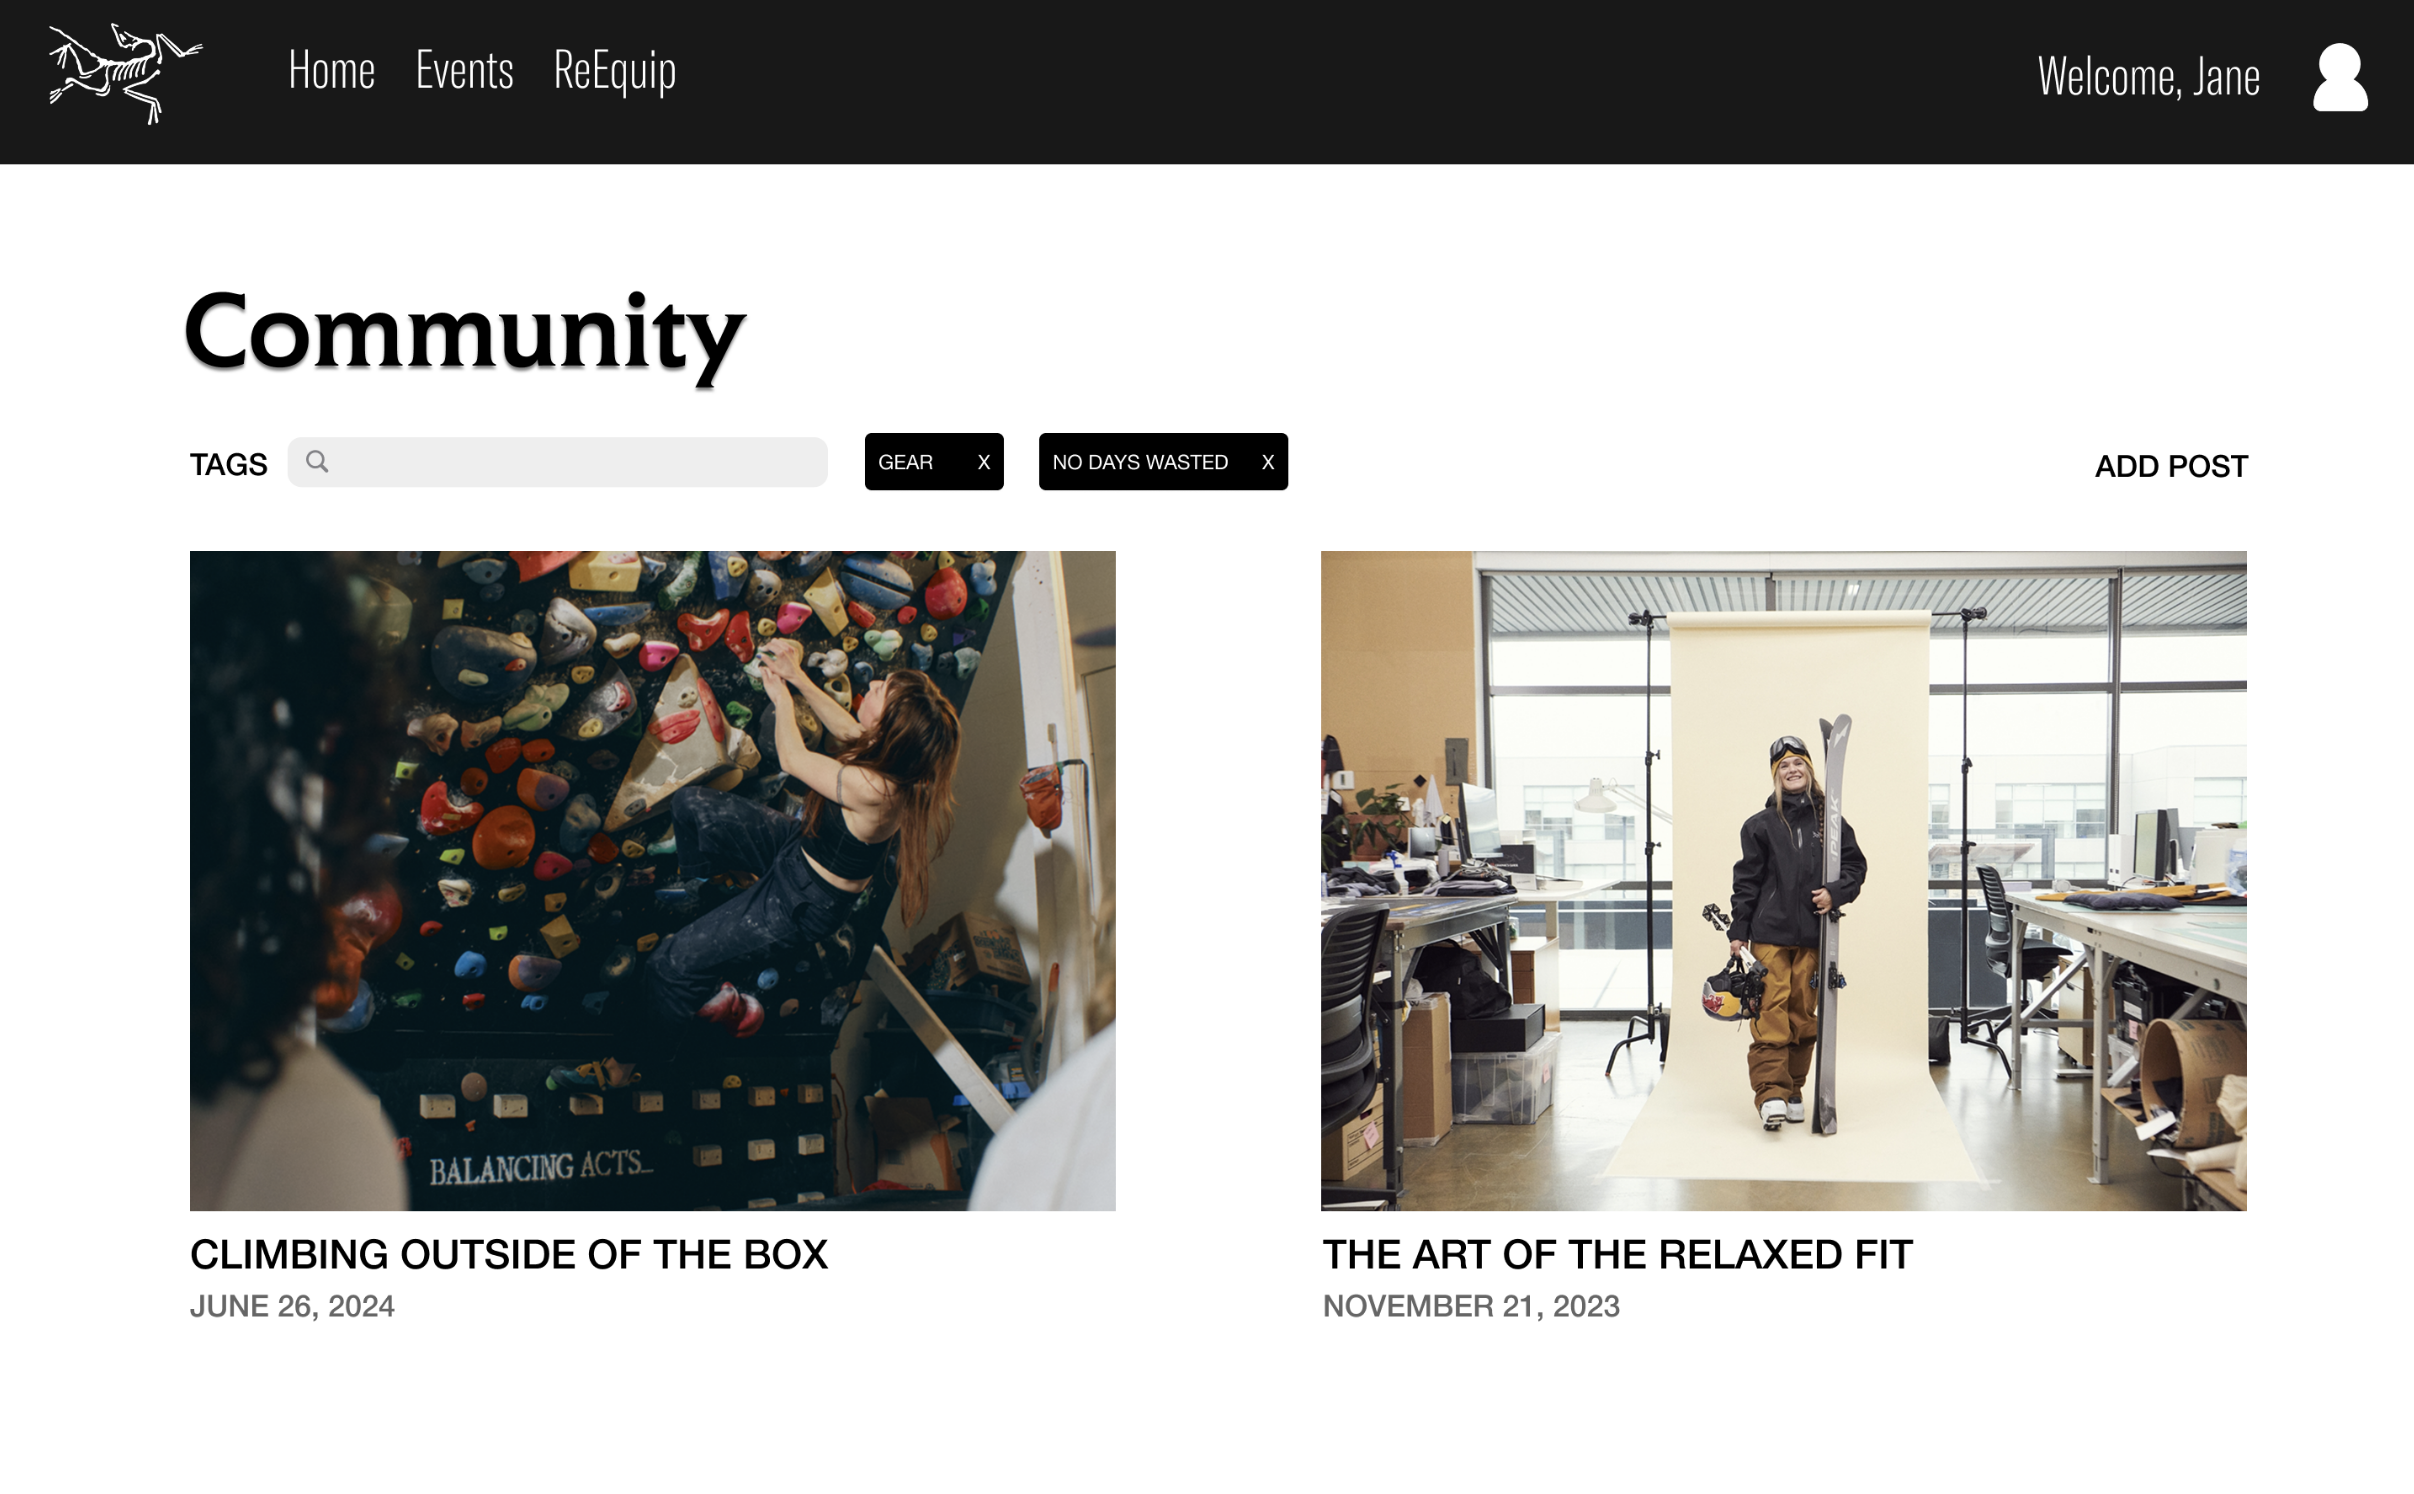 Home Events ReEquip
Welcome, Jane
Community
TAGS
GEAR X
NO DAYS WASTED X
ADD POST
BALANCING ACTS...
CLIMBING OUTSIDE OF THE BOX
JUNE 26, 2024
THE ART OF THE RELAXED FIT
NOVEMBER 21, 2023